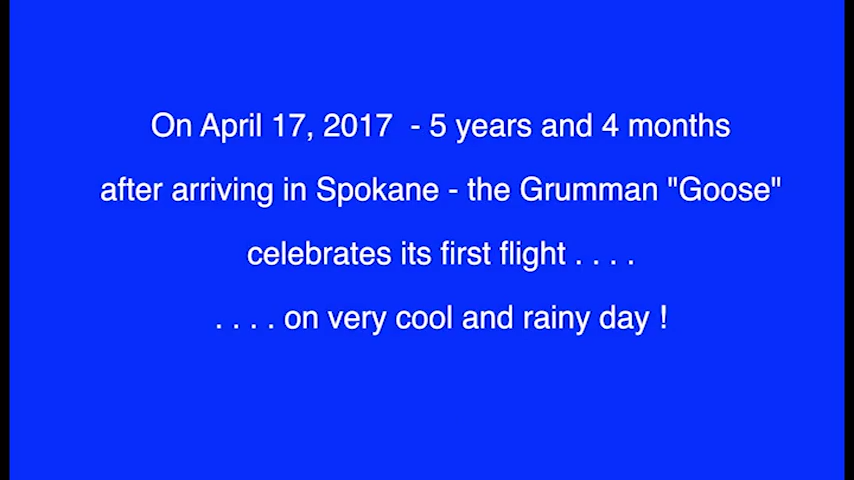 On April 17, 2017  - 5 years and 4 months
after arriving in Spokane - the Grumman "Goose"
celebrates its first flight . . . .
. . . . on very cool and rainy day !